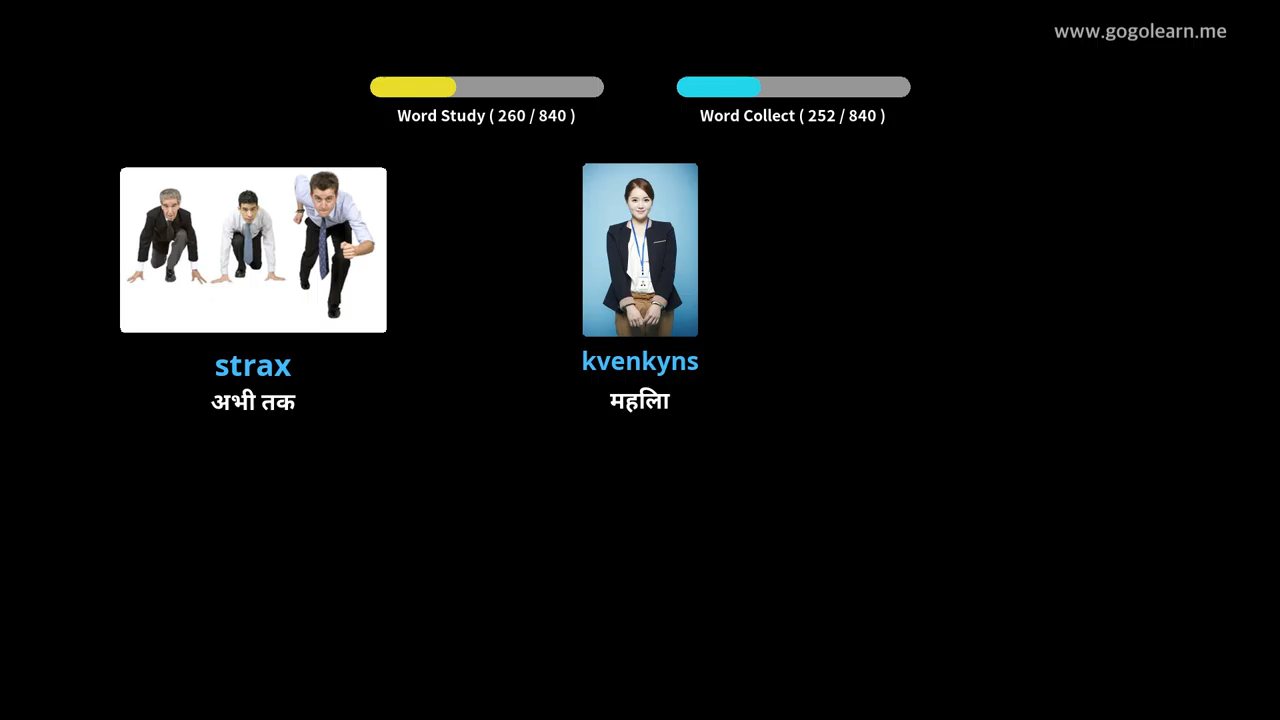 www.gogolearn.me
Word Study ( 260 / 840 )
Word Collect ( 252 / 840 )
strax
अभी तक
kvenkyns
महिला